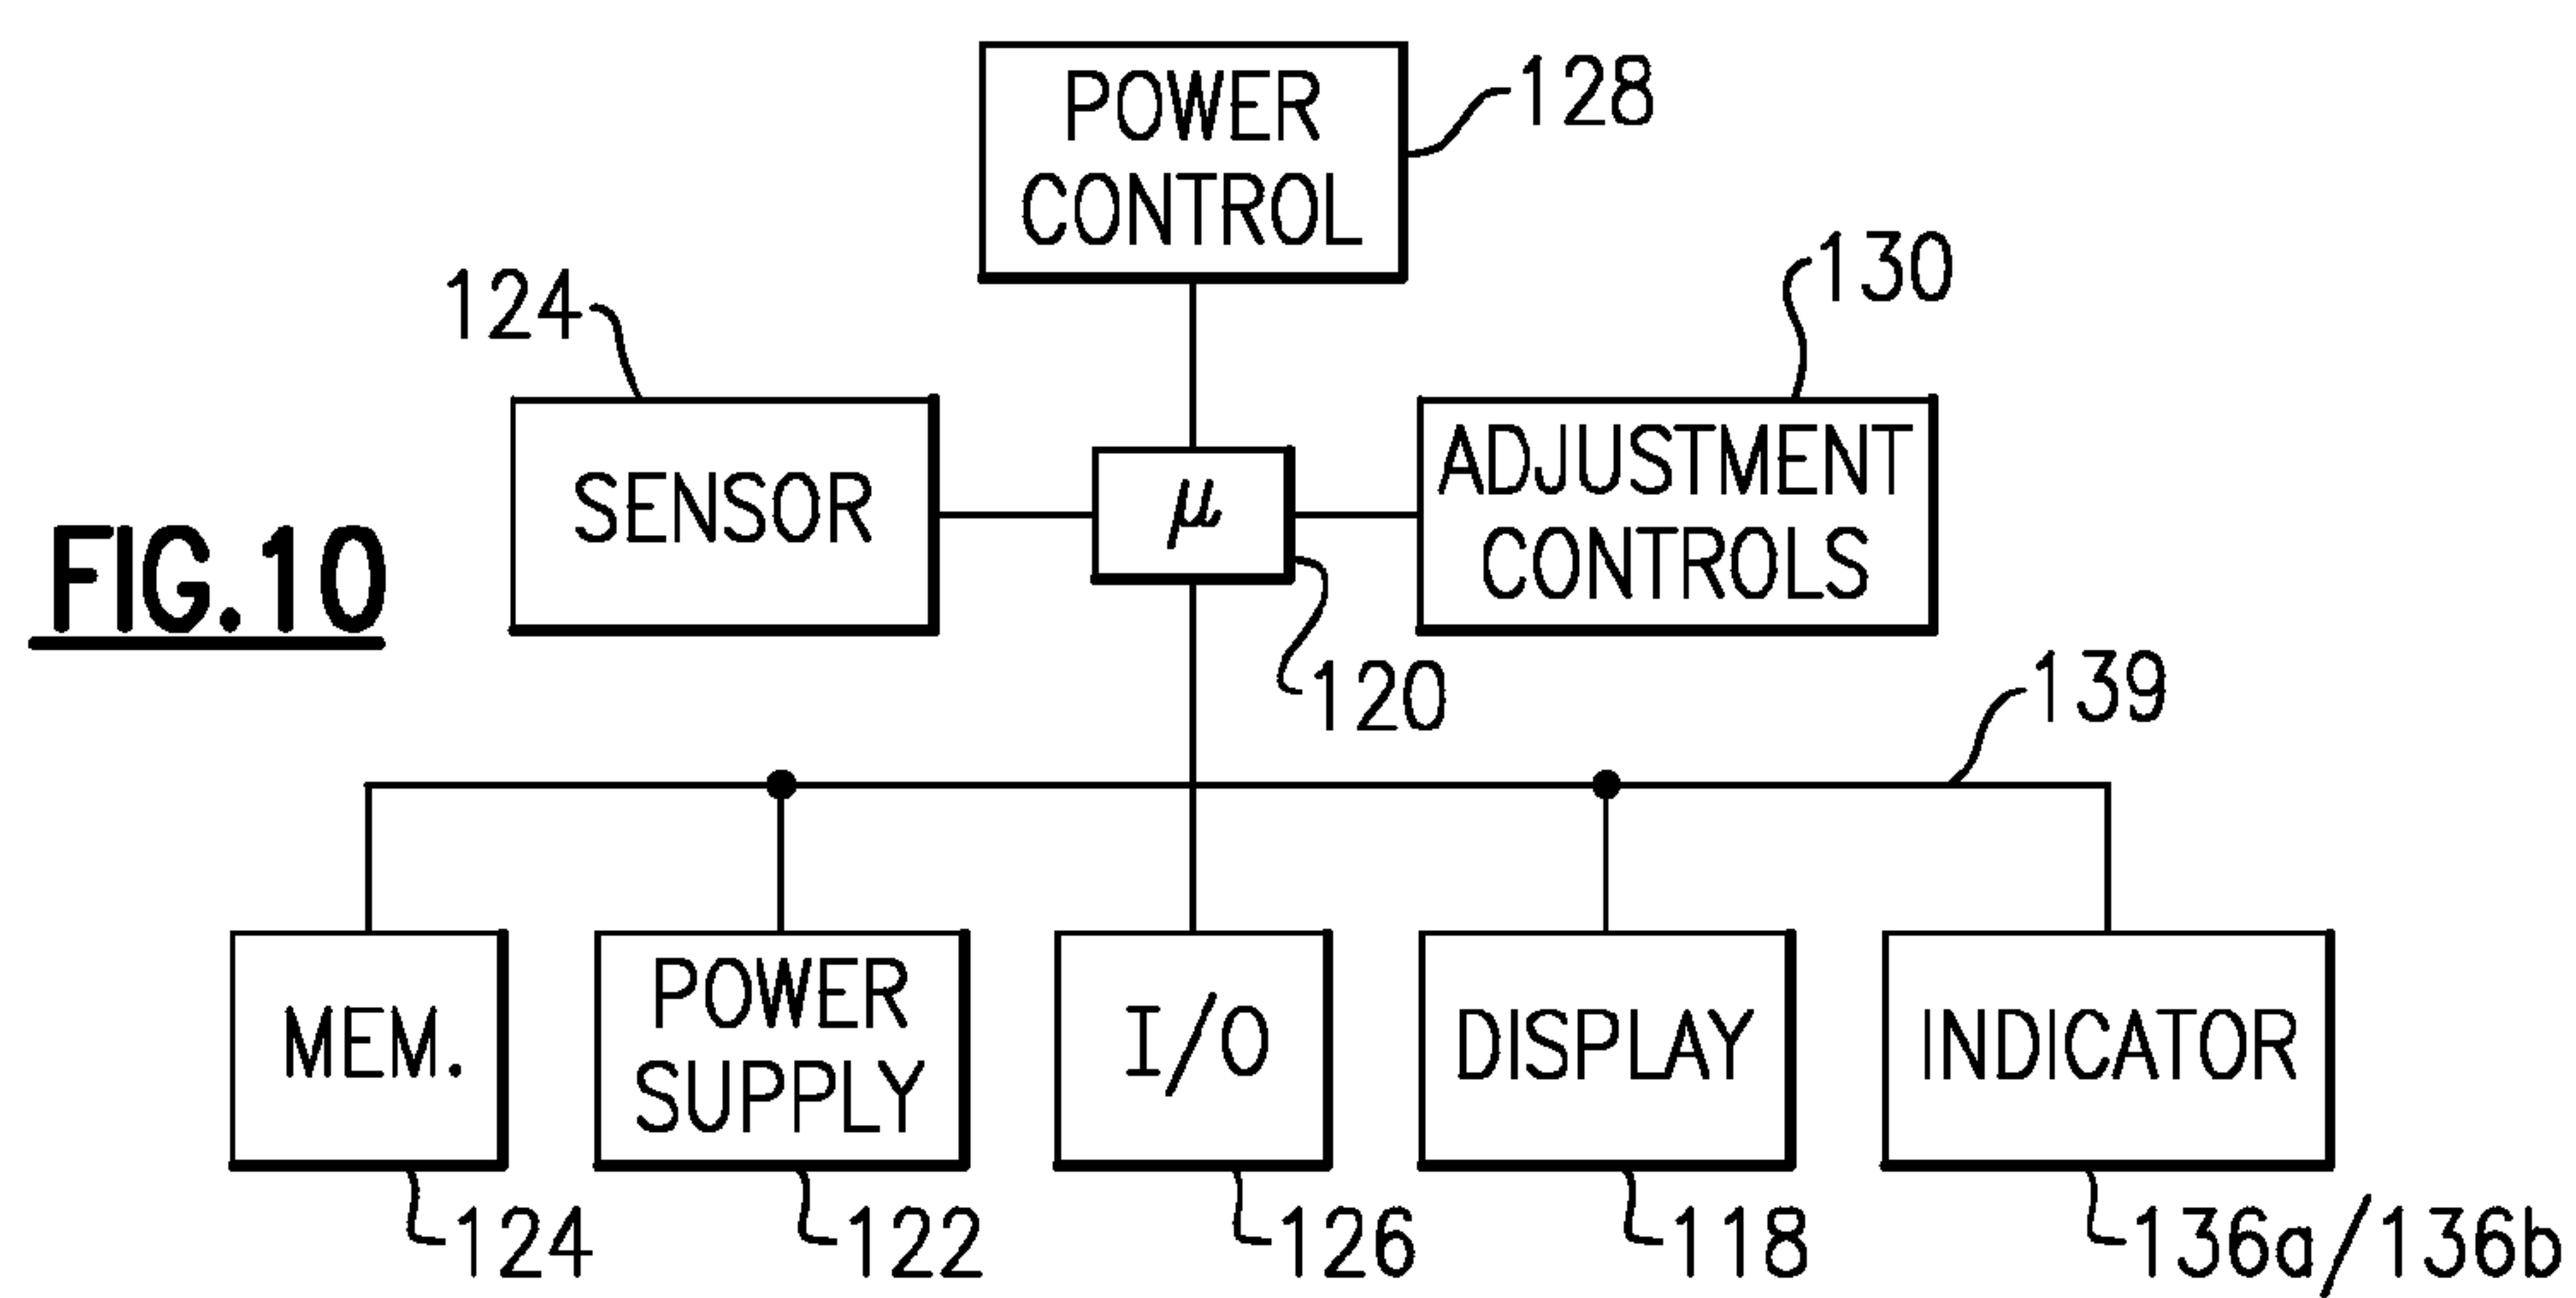 POWER
CONTROL
128
124
130
SENSOR
μ
ADJUSTMENT
CONTROLS
FIG.10
120
139
MEM.
POWER
SUPPLY
I/O
DISPLAY
INDICATOR
124
122
126
118
136a/136b